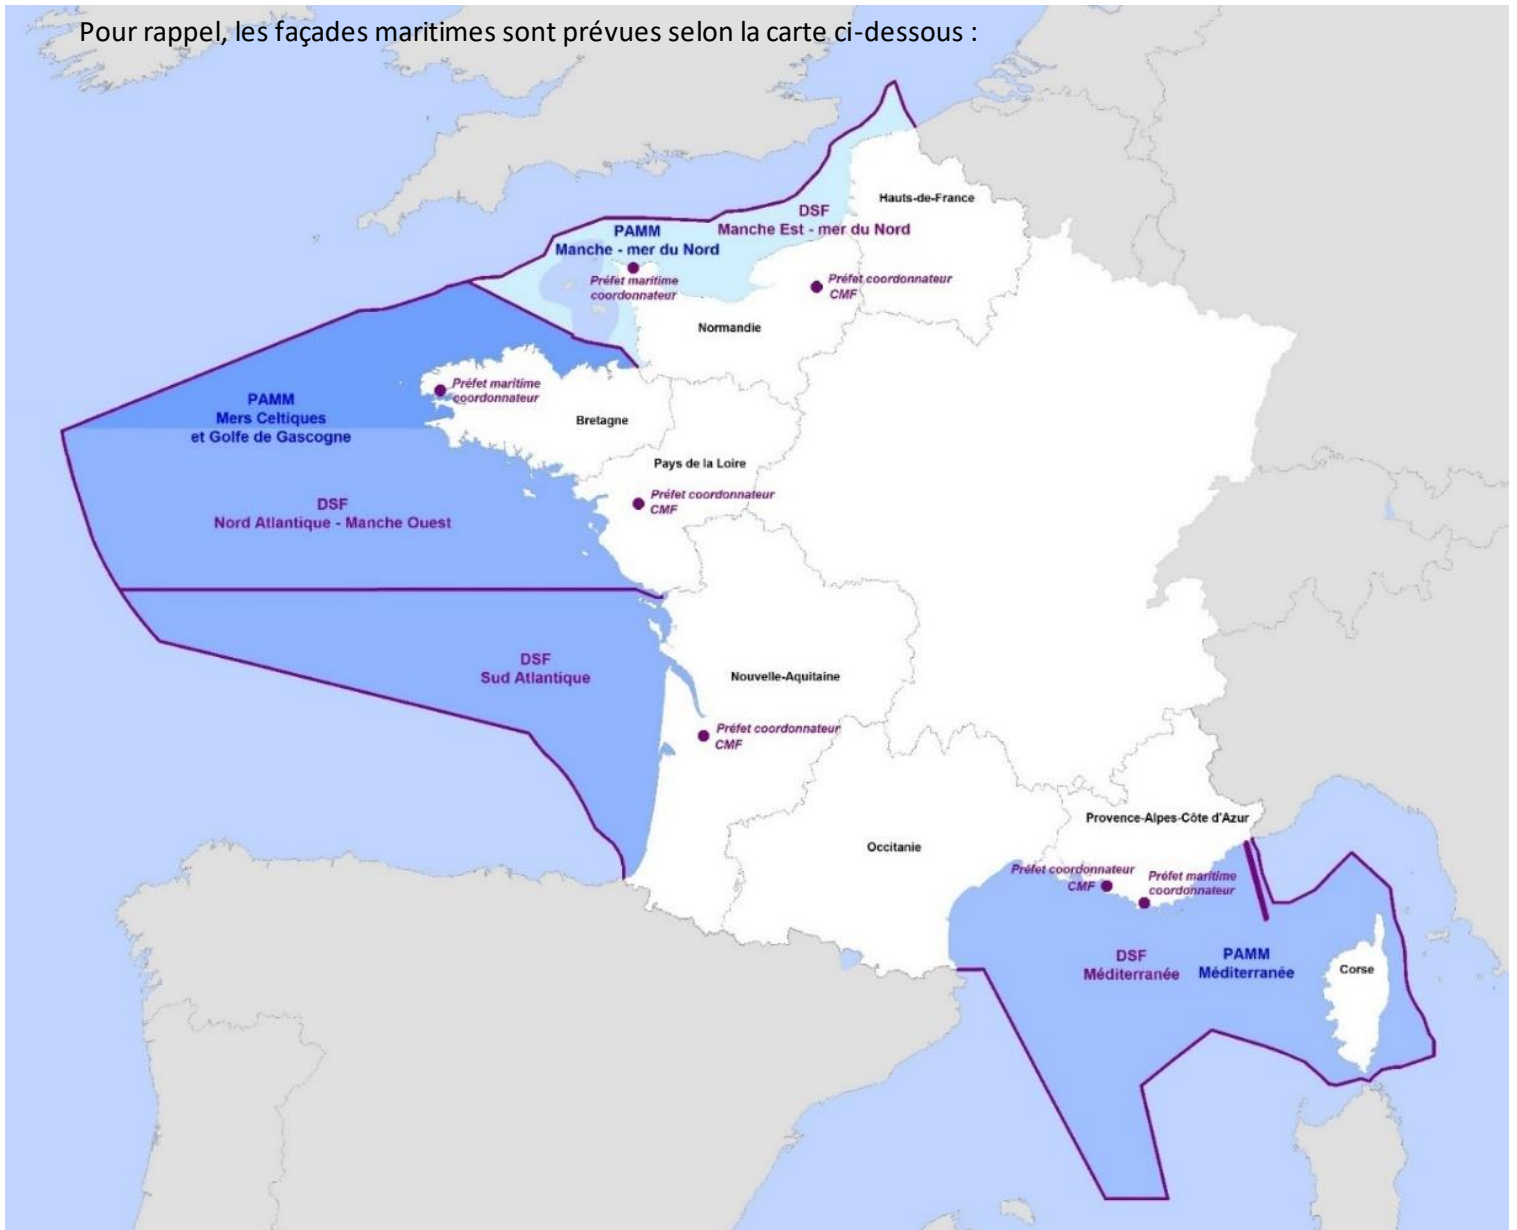 Pour rappel, les façades maritimes sont prévues selon la carte ci-dessous :
Hauts-de-France
DSF
Manche Est - mer du Nord
PAMM
Manche - mer du Nord
Préfet maritime
coordonnateur
Préfet coordonnateur
CMF
Normandie
Préfet maritime
coordonnateur
PAMM
Mers Celtiques
et Golfe de Gascogne
Bretagne
Pays de la Loire
Préfet coordonnateur
CMF
DSF
Nord Atlantique - Manche Ouest
DSF
Sud Atlantique
Nouvelle-Aquitaine
Préfet coordonnateur
CMF
Provence-Alpes-Côte d'Azur
Occitanie
Préfet coordonnateur
CMF
Préfet maritime
coordonnateur
DSF
Méditerranée
PAMM
Méditerranée
Corse